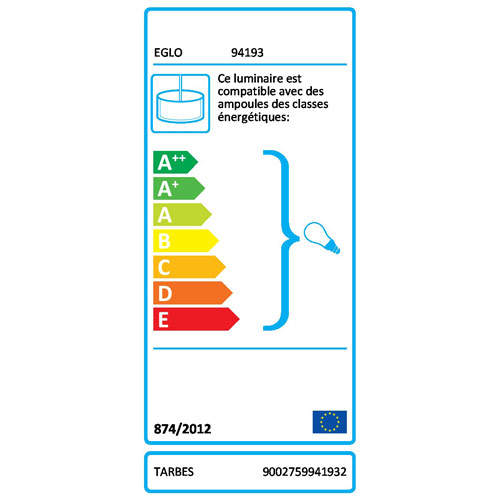 EGLO 94193
Ce luminaire est
compatible avec des
ampoules des classes
énergétiques:
A++
A+
A
B
C
D
E
874/2012
TARBES 9002759941932